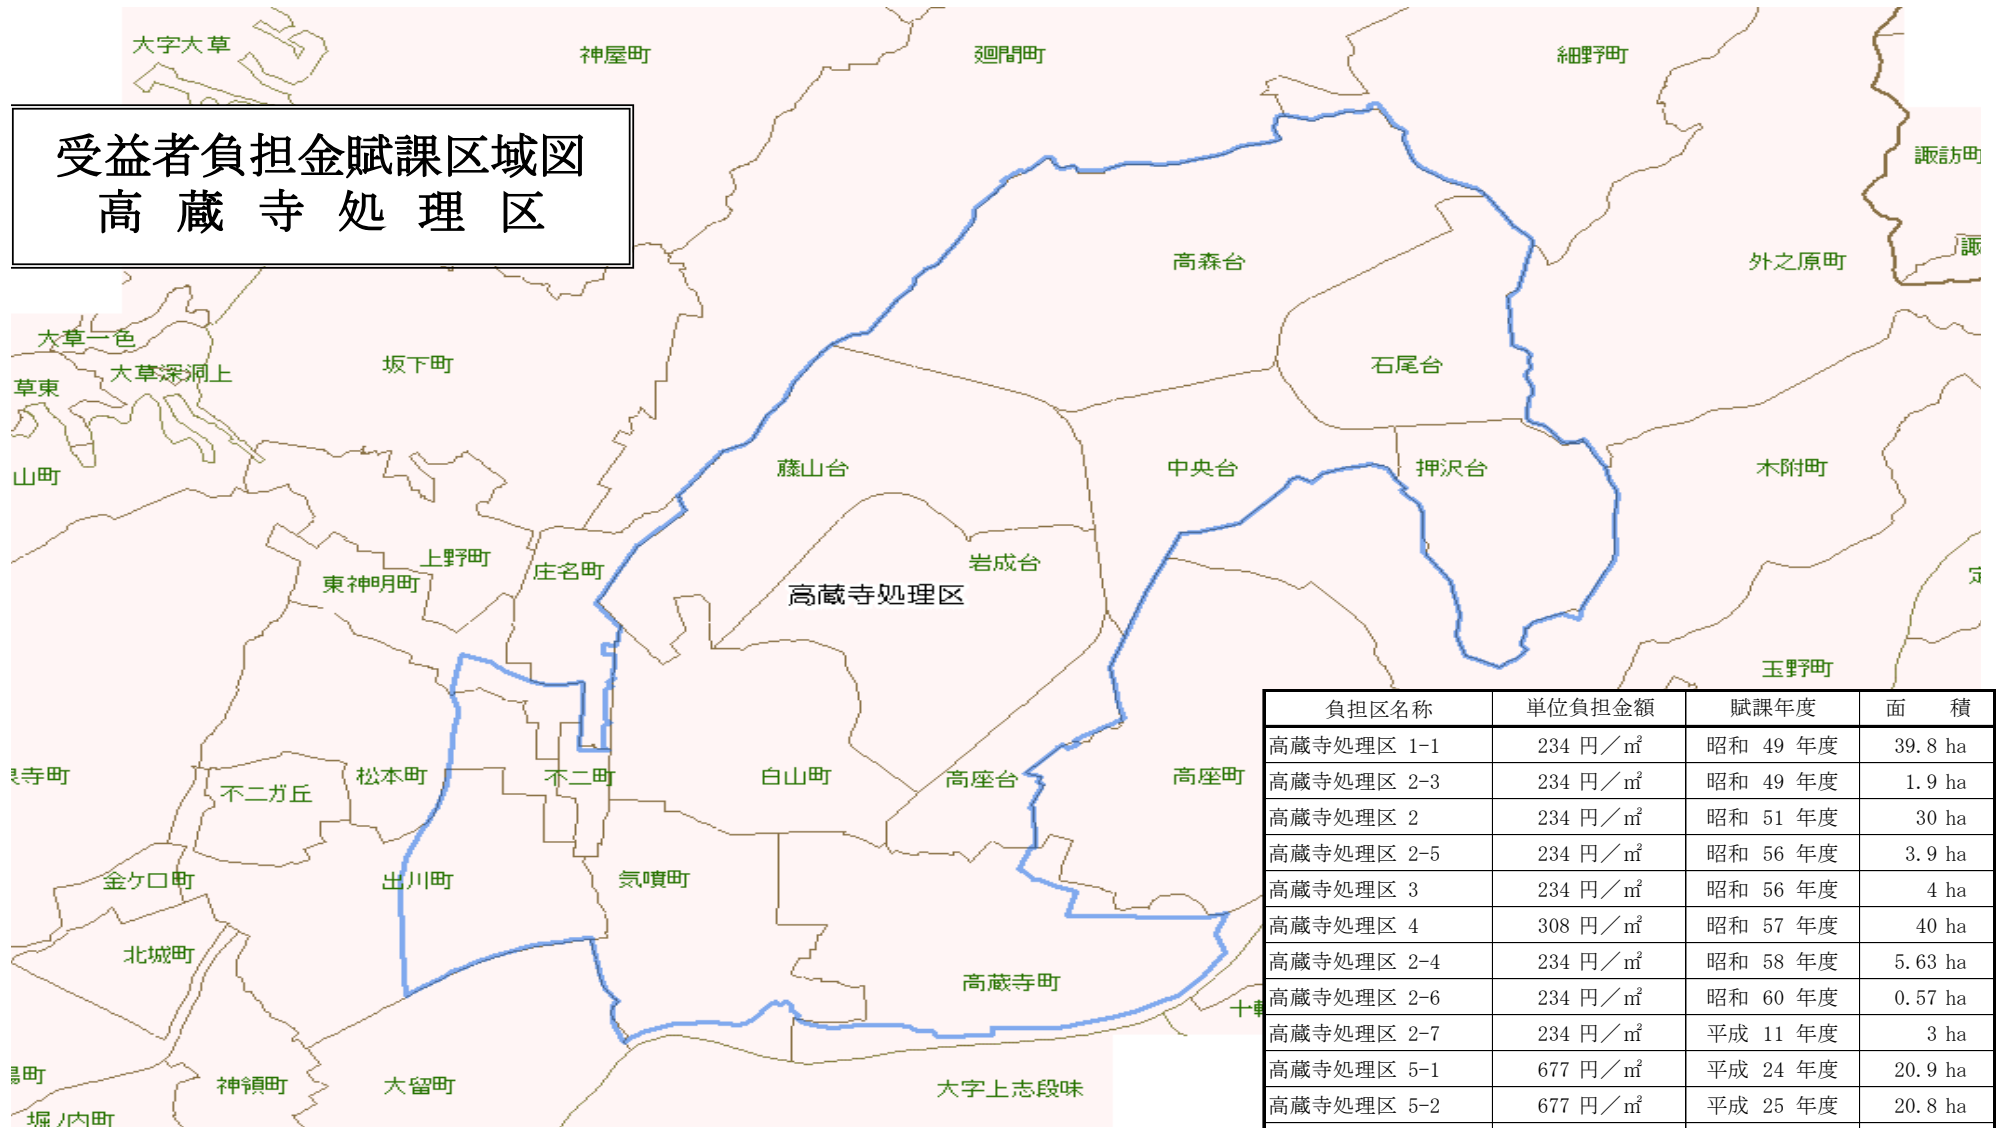 大字大草
神屋町
廻間町
細野町
受益者負担金賦課区域図
高蔵寺処理区
諏訪町
高森台
外之原町
大草一色
大草深洞上
草東
坂下町
石尾台
山町
藤山台
中央台
押沢台
木附町
上野町
東神明町
庄名町
岩成台
高蔵寺処理区
玉野町
松本町
不二ガ丘
不二町
白山町
高座台
高座町
金ケ口町
出川町
気噴町
北城町
高蔵寺町
神領町
大留町
大字上志段味
堀ノ内町
負担区名称 単位負担金額 賦課年度 面 積
高蔵寺処理区 1-1 234 円／㎡ 昭和 49 年度 39.8 ha
高蔵寺処理区 2-3 234 円／㎡ 昭和 49 年度 1.9 ha
高蔵寺処理区 2 234 円／㎡ 昭和 51 年度 30 ha
高蔵寺処理区 2-5 234 円／㎡ 昭和 56 年度 3.9 ha
高蔵寺処理区 3 234 円／㎡ 昭和 56 年度 4 ha
高蔵寺処理区 4 308 円／㎡ 昭和 57 年度 40 ha
高蔵寺処理区 2-4 234 円／㎡ 昭和 58 年度 5.63 ha
高蔵寺処理区 2-6 234 円／㎡ 昭和 60 年度 0.57 ha
高蔵寺処理区 2-7 234 円／㎡ 平成 11 年度 3 ha
高蔵寺処理区 5-1 677 円／㎡ 平成 24 年度 20.9 ha
高蔵寺処理区 5-2 677 円／㎡ 平成 25 年度 20.8 ha